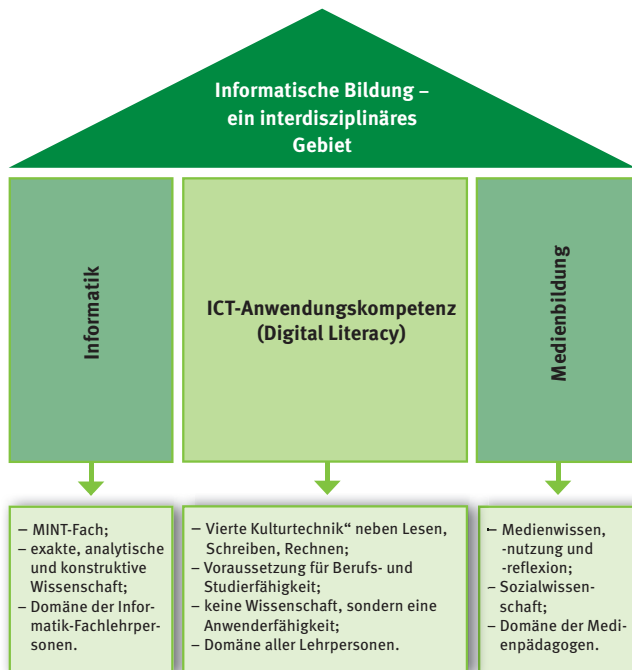 Informatische Bildung –
ein interdisziplinäres
Gebiet
Informatik
ICT-Anwendungskompetenz
(Digital Literacy)
Medienbildung
– MINT-Fach;
– exakte, analytische
und konstruktive
Wissenschaft;
– Domäne der Infor-
matik-Fachlehrper-
sonen.
– Vierte Kulturtechnik“ neben Lesen,
Schreiben, Rechnen;
– Voraussetzung für Berufs- und
Studierfähigkeit;
– keine Wissenschaft, sondern eine
Anwenderfähigkeit;
– Domäne aller Lehrpersonen.
– Medienwissen,
-nutzung und
-reflexion;
– Sozialwissen-
schaft;
– Domäne der Medi-
enpädagogen.